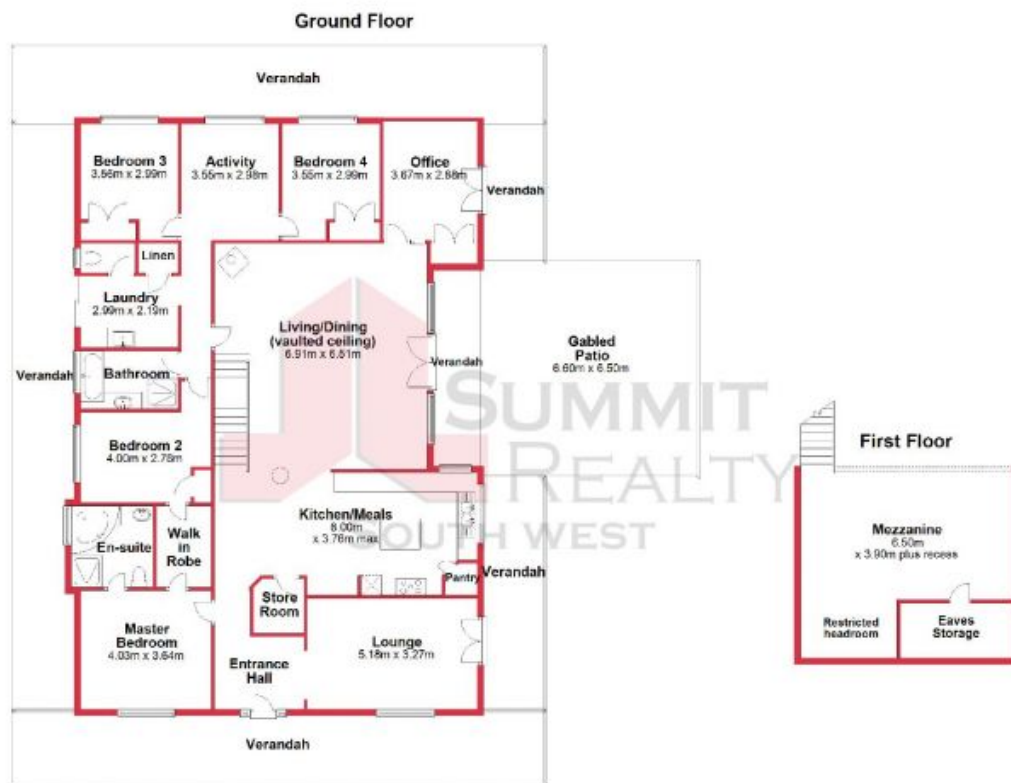 Ground Floor
Verandah
Bedroom 3
3.56m x 2.99m
Activity
3.55m x 2.98m
Bedroom 4
3.55m x 2.99m
Office
3.67m x 2.88m
Verandah
Linen
Laundry
2.99m x 2.19m
Living/Dining
(vaulted ceiling)
6.91m x 6.51m
Verandah
Gabled
Patio
6.60m x 6.50m
Verandah
Bathroom
SUMMIT
REALTY
SOUTH WEST
Bedroom 2
4.00m x 2.78m
Kitchen/Meals
8.00m
x 3.76m max
En-suite
Walk
in
Robe
Pantry
Verandah
Store
Room
Master
Bedroom
4.03m x 3.64m
Lounge
5.18m x 3.27m
Entrance
Hall
Verandah
First Floor
Mezzanine
6.50m
x 3.90m plus recess
Restricted
headroom
Eaves
Storage